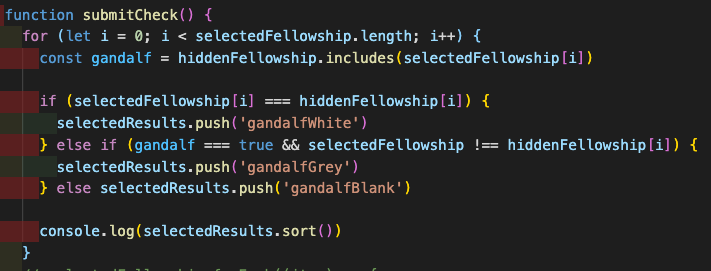 function submitCheck() {
for (let i = 0; i < selectedFellowship.length; i++) {
const gandalf = hiddenFellowship.includes(selectedFellowship[i])
if (selectedFellowship[i] === hiddenFellowship[i]) {
selectedResults.push('gandalfWhite')
} else if (gandalf === true && selectedFellowship !== hiddenFellowship[i]) {
selectedResults.push('gandalfGrey')
} else selectedResults.push('gandalfBlank')
console.log(selectedResults.sort())
}